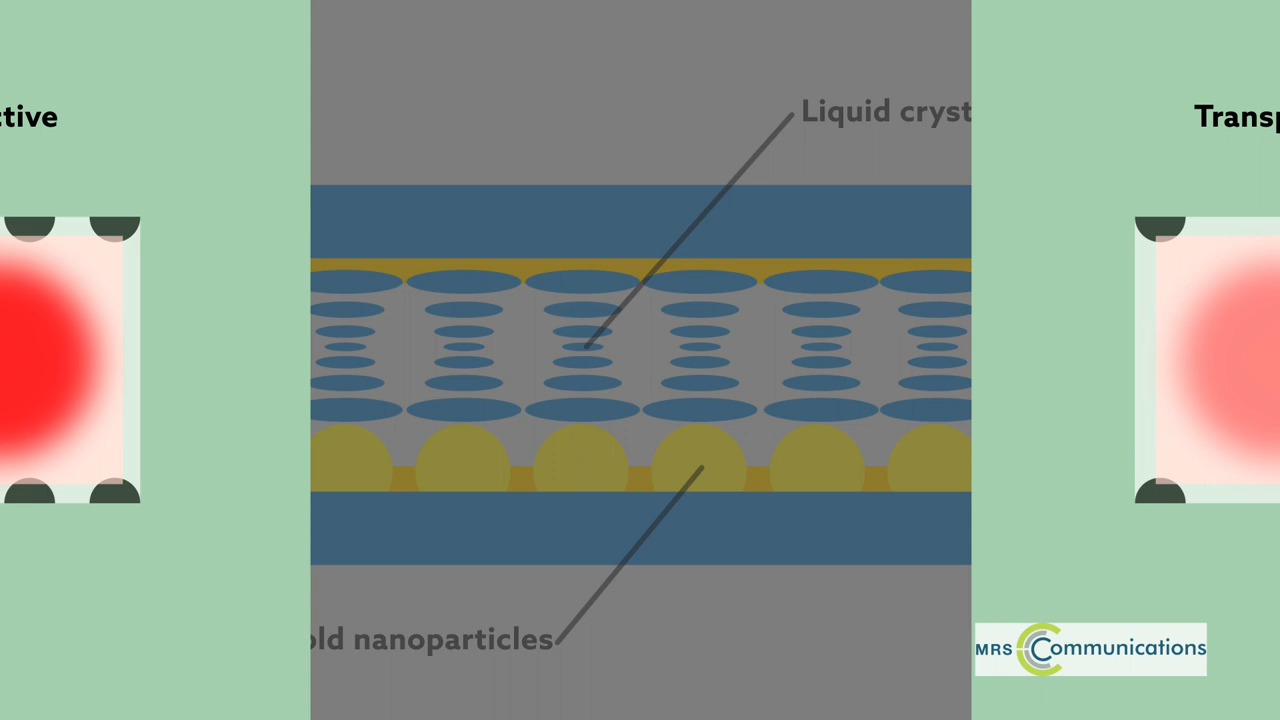 Liquid cryst
ctive
Transp
old nanoparticles
MRS Communications